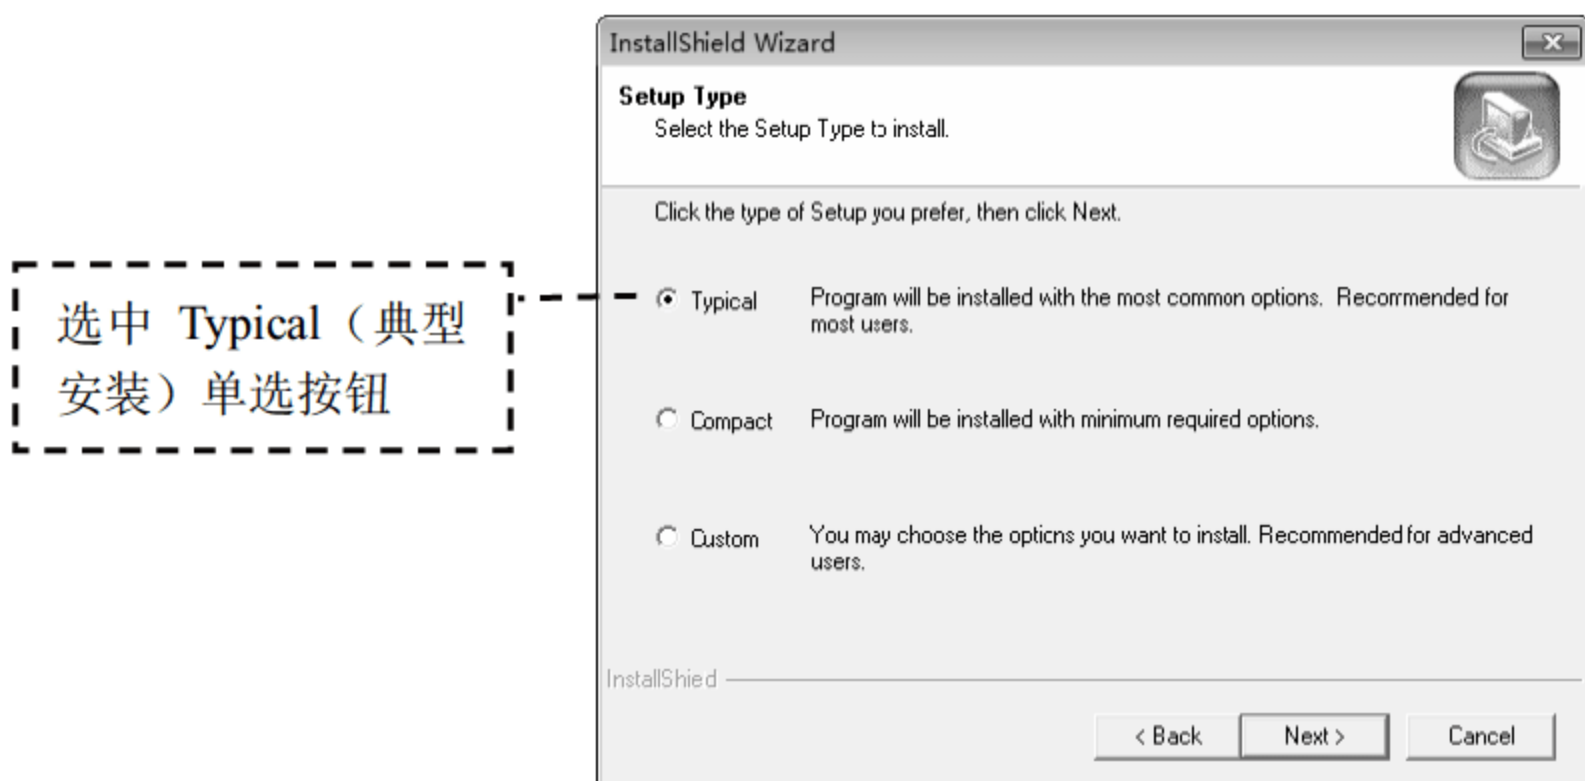 InstallShield Wizard
Setup Type
Select the Setup Type to install.
Click the type of Setup you prefer, then click Next.
选中 Typical（典型
安装）单选按钮
Typical Program will be installed with the most common options. Recommended for
most users.
Compact Program will be installed with minimum required options.
Custom You may choose the options you want to install. Recommended for advanced
users.
InstallShield
< Back Next > Cancel